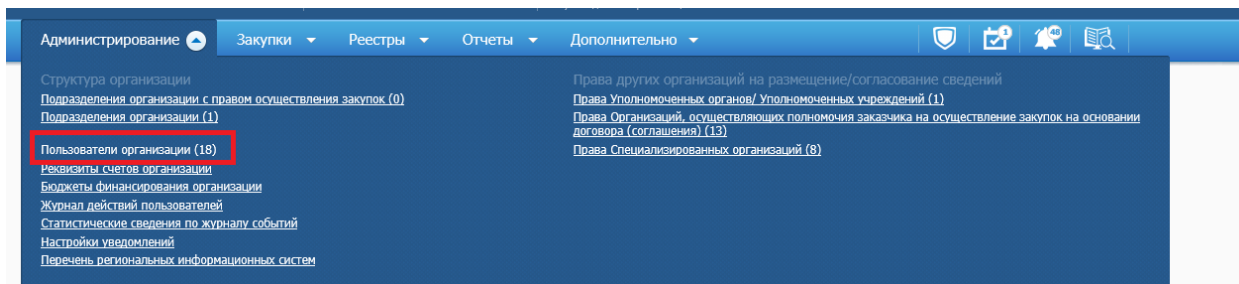 Администрирование Закупки Реестры Отчеты Дополнительно 1 46
Структура организации
Подразделения организации с правом осуществления закупок (0)
Подразделения организации (1)
Пользователи организации (18)
Реквизиты счетов организации
Бюджеты финансирования организации
Журнал действий пользователей
Статистические сведения по журналу событий
Настройки уведомлений
Перечень региональных информационных систем
Права других организаций на размещение/согласование сведений
Права Уполномоченных органов/ Уполномоченных учреждений (1)
Права Организаций, осуществляющих полномочия заказчика на осуществление закупок на основании
договора (соглашения) (13)
Права Специализированных организаций (8)